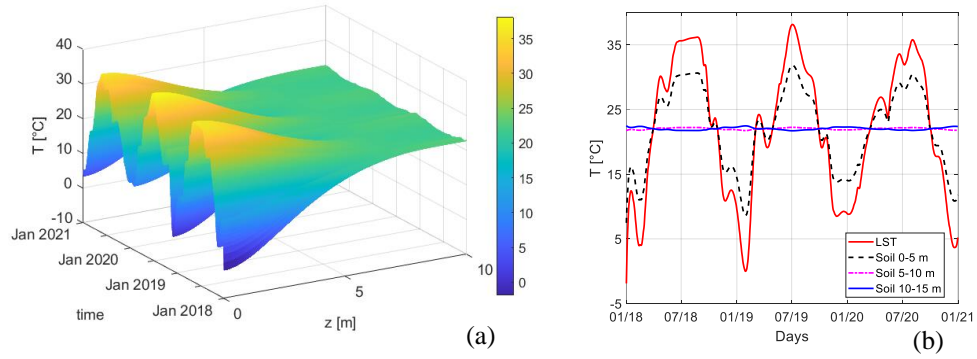 40
30
20
10
0
-10
T [°C]
Jan 2021
Jan 2020
Jan 2019
Jan 2018
time
0
5
10
z [m]
35
30
25
20
15
10
5
0
(a)
35
25
15
5
-5
T [°C]
LST
Soil 0-5 m
Soil 5-10 m
Soil 10-15 m
01/18 07/18 01/19 07/19 01/20 07/20 01/21
Days
(b)